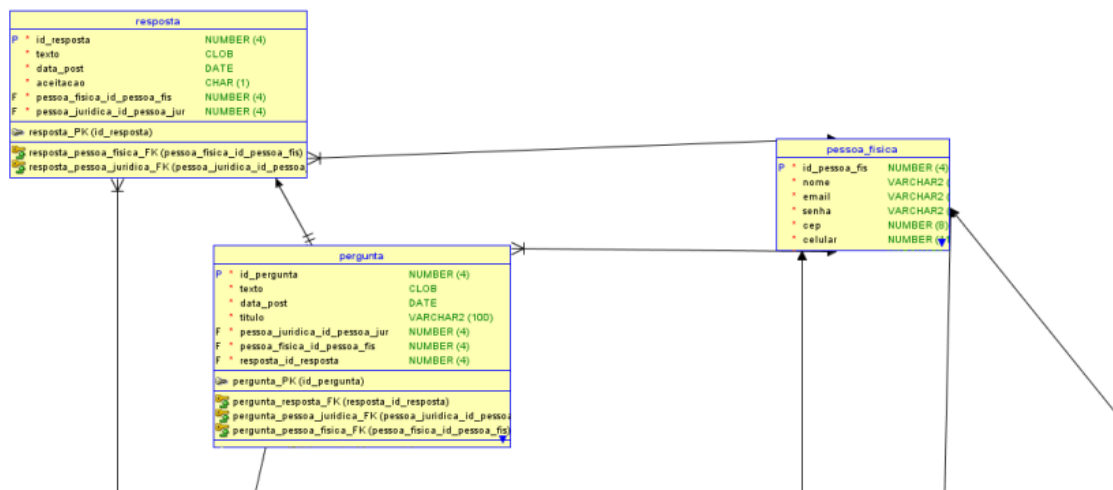 resposta
P * id_resposta NUMBER (4)
* texto CLOB
* data_post DATE
* aceitacao CHAR (1)
F * pessoa_fisica_id_pessoa_fis NUMBER (4)
F * pessoa_juridica_id_pessoa_jur NUMBER (4)
resposta_PK (id_resposta)
resposta_pessoa_fisica_FK (pessoa_fisica_id_pessoa_fis)
resposta_pessoa_juridica_FK (pessoa_juridica_id_pessoa
pessoa_fisica
P * id_pessoa_fis NUMBER (4)
* nome VARCHAR2 (
* email VARCHAR2 (
* senha VARCHAR2 (
* cep NUMBER (8)
* celular NUMBER (
pergunta
P * id_pergunta NUMBER (4)
* texto CLOB
* data_post DATE
* titulo VARCHAR2 (100)
F * pessoa_juridica_id_pessoa_jur NUMBER (4)
F * pessoa_fisica_id_pessoa_fis NUMBER (4)
F * resposta_id_resposta NUMBER (4)
pergunta_PK (id_pergunta)
pergunta_resposta_FK (resposta_id_resposta)
pergunta_pessoa_juridica_FK (pessoa_juridica_id_pessoa
pergunta_pessoa_fisica_FK (pessoa_fisica_id_pessoa_fis)